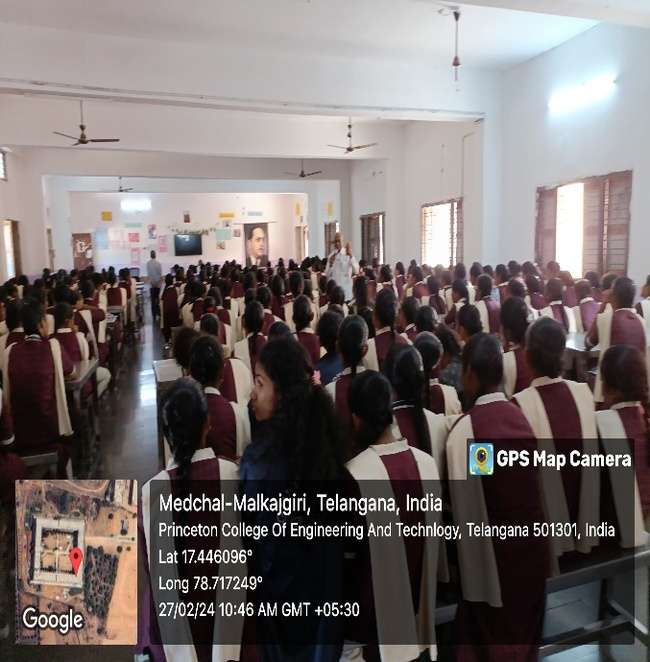 GPS Map Camera
Medchal-Malkajgiri, Telangana, India
Princeton College Of Engineering And Technlogy, Telangana 501301, India
Lat 17.446096°
Long 78.717249°
27/02/24 10:46 AM GMT +05:30
Google